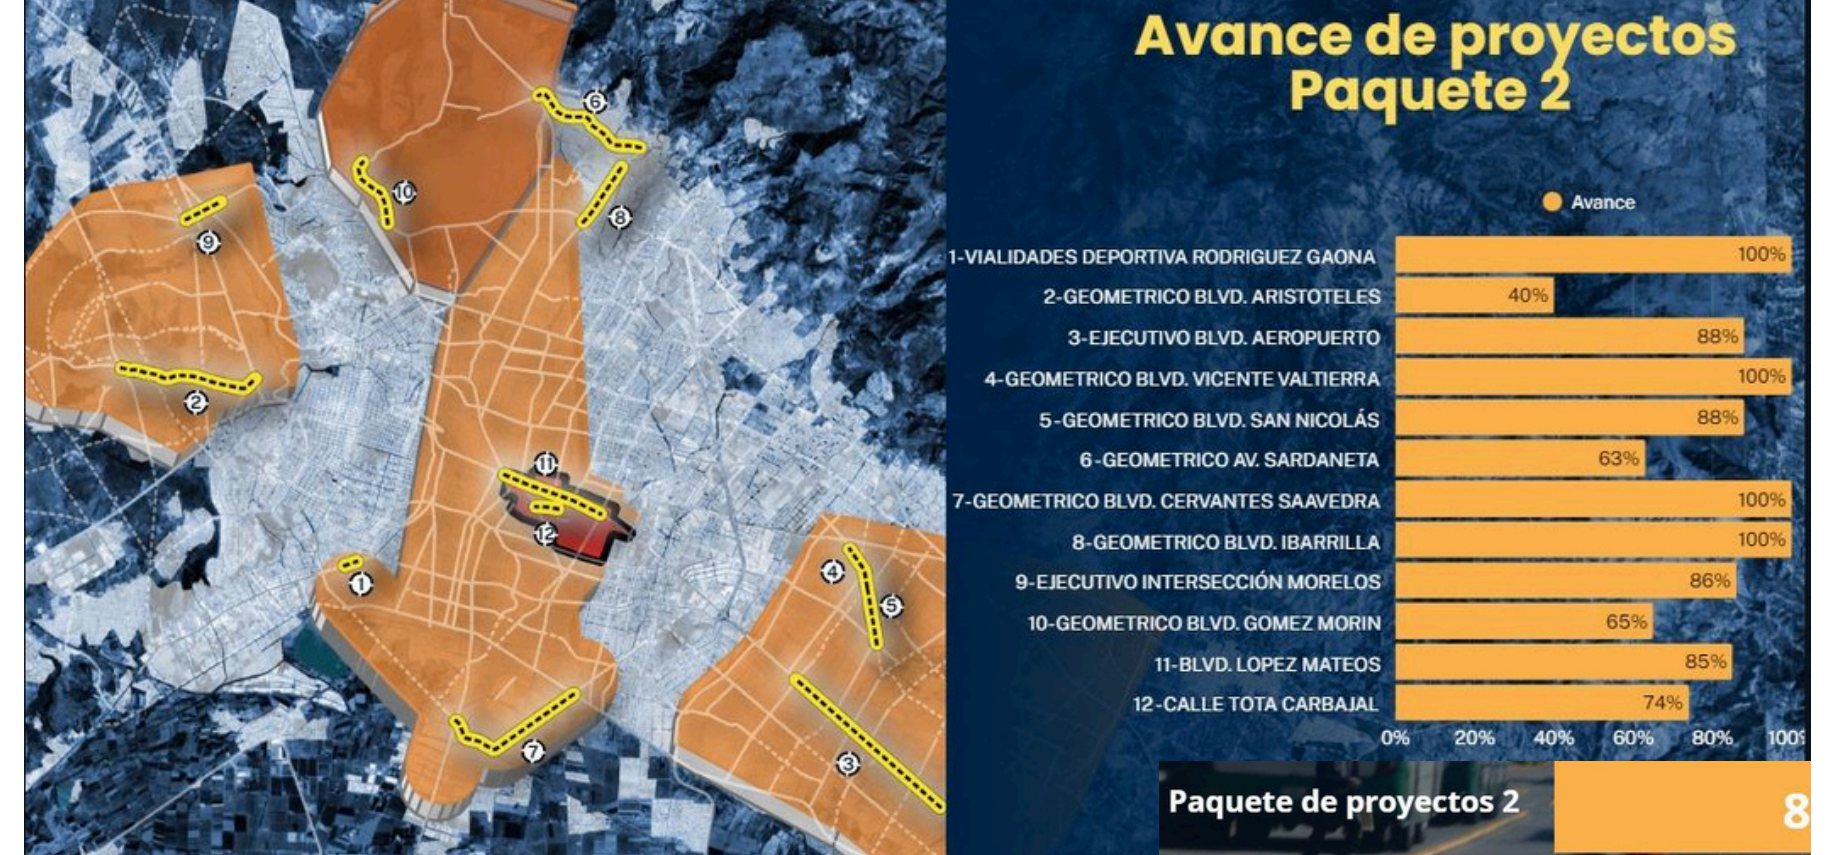 Avance de proyectos
Paquete 2
Avance
1-VIALIDADES DEPORTIVA RODRIGUEZ GAONA 100%
2-GEOMETRICO BLVD. ARISTOTELES 40%
3-EJECUTIVO BLVD. AEROPUERTO 88%
4-GEOMETRICO BLVD. VICENTE VALTIERRA 100%
5-GEOMETRICO BLVD. SAN NICOLÁS 88%
6-GEOMETRICO AV. SARDANETA 63%
7-GEOMETRICO BLVD. CERVANTES SAAVEDRA 100%
8-GEOMETRICO BLVD. IBARRILLA 100%
9-EJECUTIVO INTERSECCIÓN MORELOS 86%
10-GEOMETRICO BLVD. GOMEZ MORIN 65%
11-BLVD. LOPEZ MATEOS 85%
12-CALLE TOTA CARBAJAL 74%
0% 20% 40% 60% 80% 100%
Paquete de proyectos 2 8
6
10
8
9
2
11
12
1
4
5
7
3